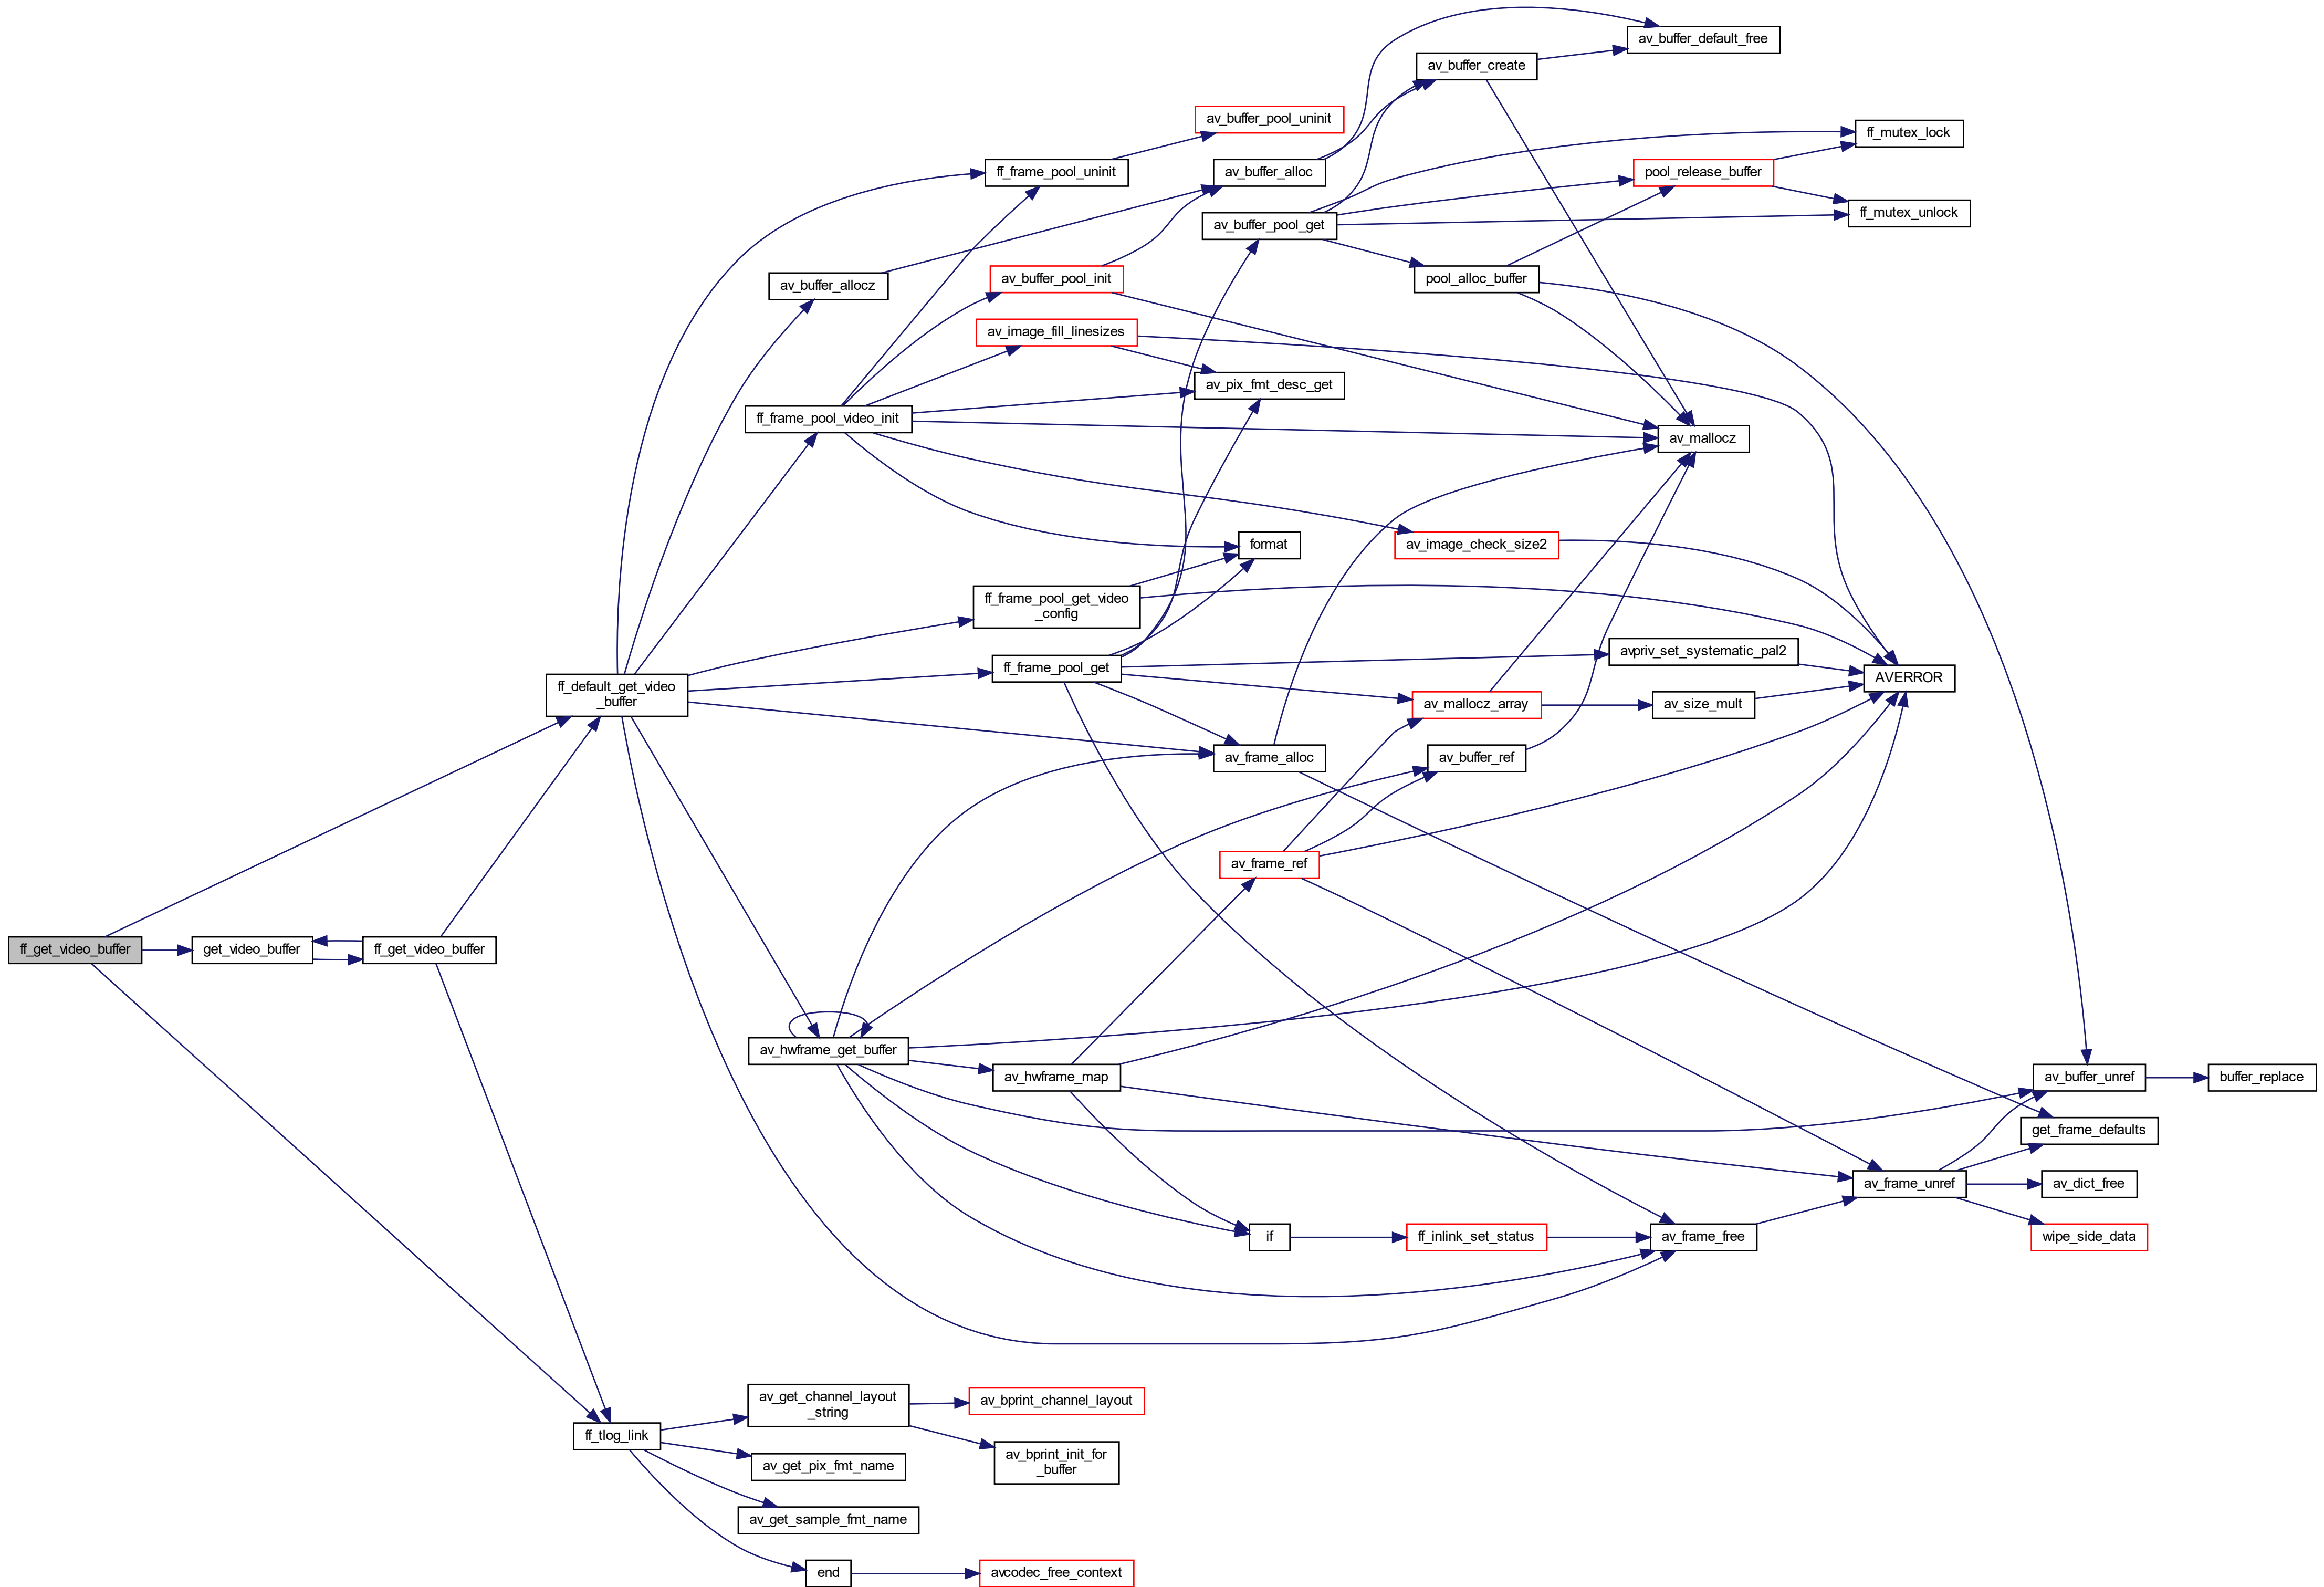 av_buffer_default_free
av_buffer_create
av_buffer_pool_uninit
ff_mutex_lock
ff_frame_pool_uninit
av_buffer_alloc
pool_release_buffer
av_buffer_pool_get
ff_mutex_unlock
av_buffer_allocz
av_buffer_pool_init
pool_alloc_buffer
av_image_fill_linesizes
av_pix_fmt_desc_get
ff_frame_pool_video_init
av_mallocz
format
av_image_check_size2
ff_frame_pool_get_video
_config
ff_frame_pool_get
avpriv_set_systematic_pal2
AVERROR
ff_default_get_video
_buffer
av_mallocz_array
av_size_mult
av_frame_alloc
av_buffer_ref
av_frame_ref
ff_get_video_buffer
get_video_buffer
ff_get_video_buffer
av_hwframe_get_buffer
av_hwframe_map
av_buffer_unref
buffer_replace
get_frame_defaults
av_frame_unref
av_dict_free
if
ff_inlink_set_status
av_frame_free
wipe_side_data
av_get_channel_layout
_string
av_bprint_channel_layout
ff_tlog_link
av_bprint_init_for
_buffer
av_get_pix_fmt_name
av_get_sample_fmt_name
end
avcodec_free_context